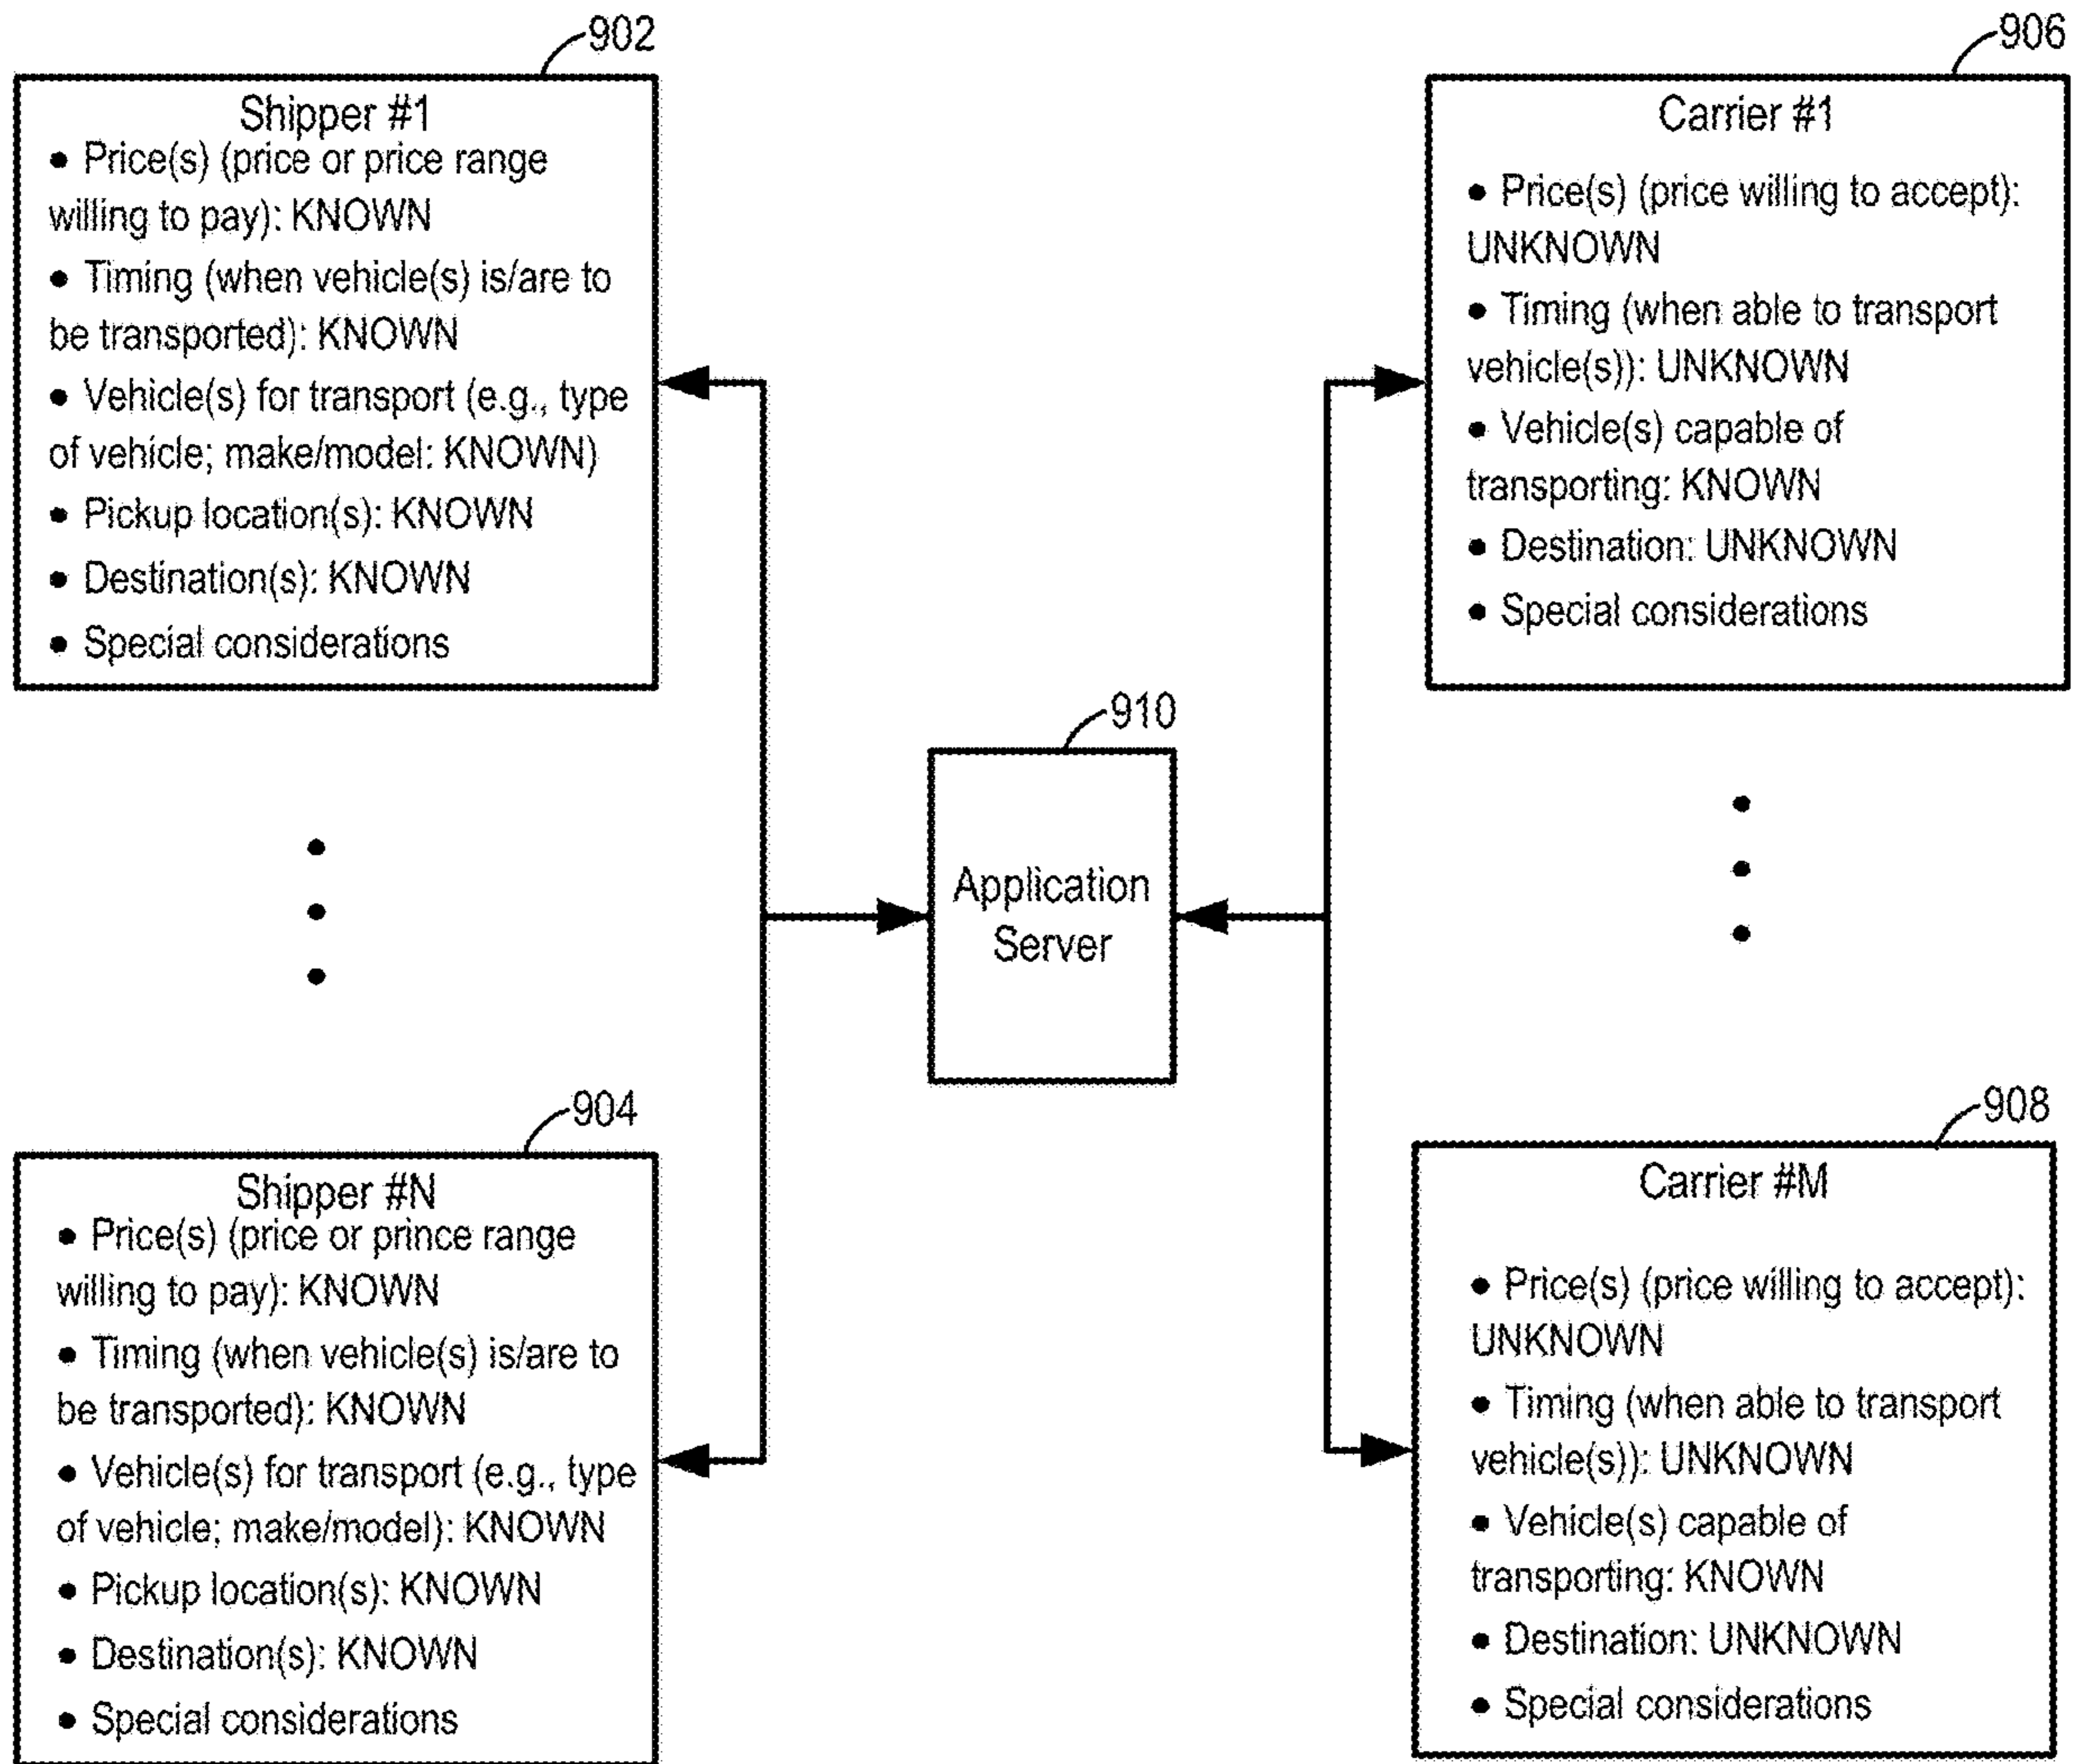 902
Shipper #1
• Price(s) (price or price range
willing to pay): KNOWN
• Timing (when vehicle(s) is/are to
be transported): KNOWN
• Vehicle(s) for transport (e.g., type
of vehicle; make/model: KNOWN)
• Pickup location(s): KNOWN
• Destination(s): KNOWN
• Special considerations
906
Carrier #1
• Price(s) (price willing to accept):
UNKNOWN
• Timing (when able to transport
vehicle(s)): UNKNOWN
• Vehicle(s) capable of
transporting: KNOWN
• Destination: UNKNOWN
• Special considerations
910
Application
Server
904
Shipper #N
• Price(s) (price or prince range
willing to pay): KNOWN
• Timing (when vehicle(s) is/are to
be transported): KNOWN
• Vehicle(s) for transport (e.g., type
of vehicle; make/model): KNOWN
• Pickup location(s): KNOWN
• Destination(s): KNOWN
• Special considerations
908
Carrier #M
• Price(s) (price willing to accept):
UNKNOWN
• Timing (when able to transport
vehicle(s)): UNKNOWN
• Vehicle(s) capable of
transporting: KNOWN
• Destination: UNKNOWN
• Special considerations